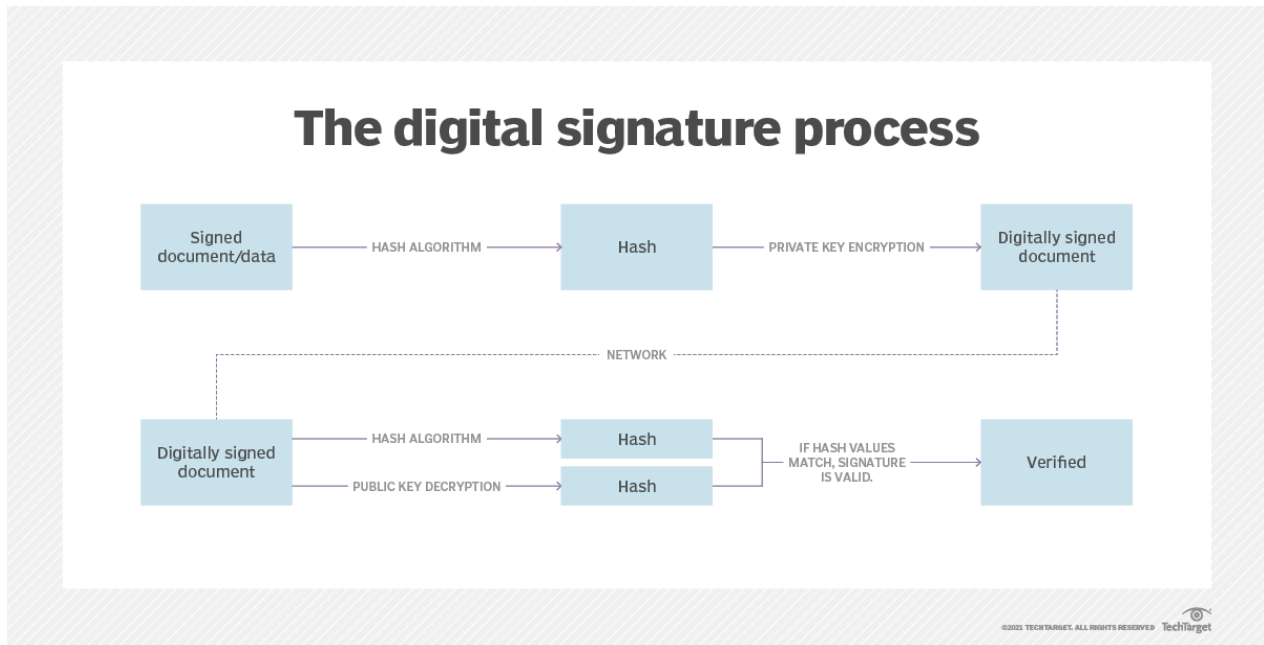 The digital signature process
Signed
document/data
HASH ALGORITHM
Hash
PRIVATE KEY ENCRYPTION
Digitally signed
document
NETWORK
Digitally signed
document
HASH ALGORITHM
Hash
PUBLIC KEY DECRYPTION
Hash
IF HASH VALUES
MATCH, SIGNATURE
IS VALID.
Verified
©2021 TECHTARGET. ALL RIGHTS RESERVED TechTarget